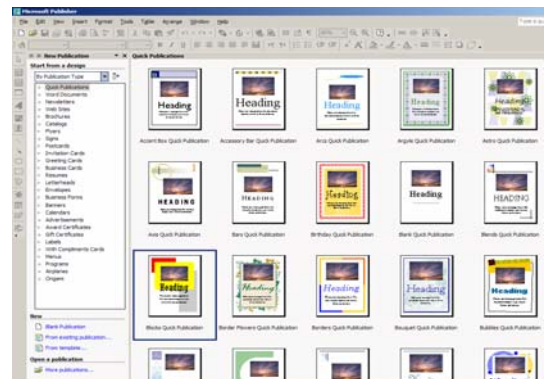 Microsoft Publisher
File Edit View Insert Format Tools Table Arrange Window Help
New Publication
Quick Publications
Start from a design
By Publication Type
Quick Publications
Word Documents
Newsletters
Web Sites
Brochures
Catalogs
Flyers
Signs
Postcards
Invitation Cards
Greeting Cards
Business Cards
Resumes
Letterheads
Envelopes
Business Forms
Banners
Calendars
Advertisements
Award Certificates
Gift Certificates
Labels
With Compliments Cards
Menus
Programs
Airplanes
Origami
New
Blank Publication
From existing publication...
From template...
Open a publication
More publications...
Heading Heading Heading Heading Heading
Accent Box Quick Publication Accessory Bar Quick Publication Arcs Quick Publication Argyle Quick Publication Astro Quick Publication
HEADING HEADING Heading Heading HEADING
Axis Quick Publication Bars Quick Publication Birthday Quick Publication Blank Quick Publication Blends Quick Publication
Heading Heading Heading Heading Heading
Blocks Quick Publication Border Flowers Quick Publication Borders Quick Publication Bouquet Quick Publication Bubbles Quick Publication